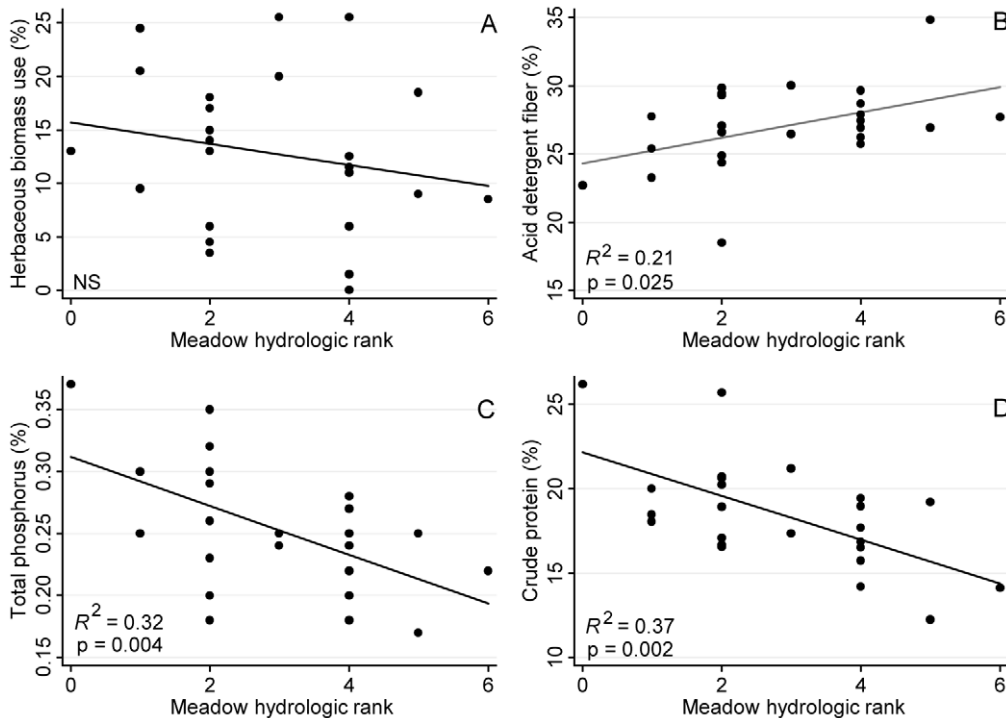 A
Herbaceous biomass use (%)
25
20
15
10
5
0
NS
0 2 4 6
Meadow hydrologic rank
B
Acid detergent fiber (%)
35
30
25
20
15
R² = 0.21
p = 0.025
0 2 4 6
Meadow hydrologic rank
C
Total phosphorus (%)
0.35
0.30
0.25
0.20
0.15
R² = 0.32
p = 0.004
0 2 4 6
Meadow hydrologic rank
D
Crude protein (%)
25
20
15
10
R² = 0.37
p = 0.002
0 2 4 6
Meadow hydrologic rank